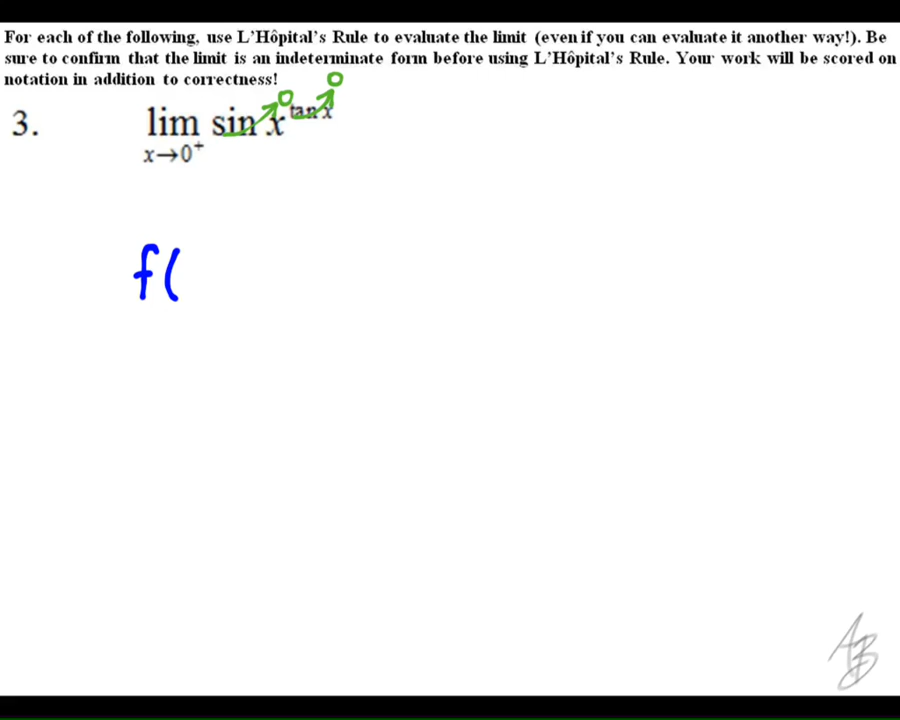 For each of the following, use L'Hôpital's Rule to evaluate the limit (even if you can evaluate it another way!). Be
sure to confirm that the limit is an indeterminate form before using L'Hôpital's Rule. Your work will be scored on
notation in addition to correctness!
0 0
3. lim sin x^tan x
x→0⁺
f(